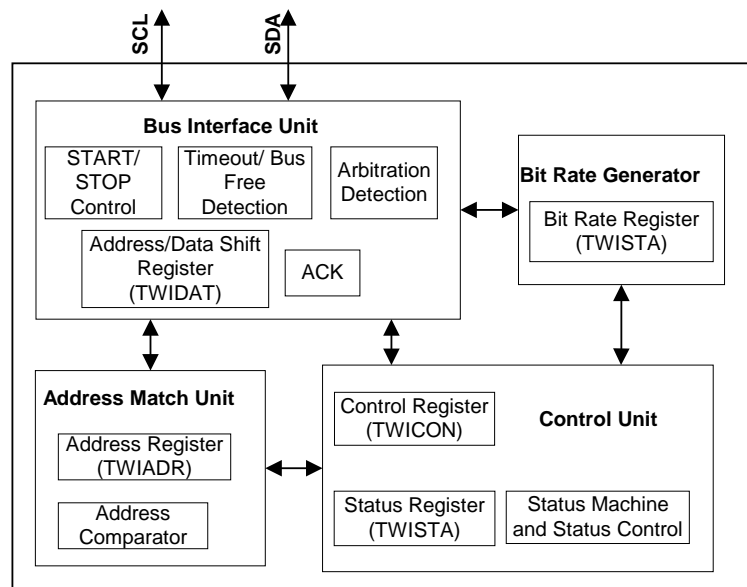 SCL
SDA
Bus Interface Unit
START/
STOP
Control
Timeout/ Bus
Free
Detection
Arbitration
Detection
Address/Data Shift
Register
(TWIDAT)
ACK
Bit Rate Generator
Bit Rate Register
(TWISTA)
Address Match Unit
Address Register
(TWIADR)
Address
Comparator
Control Unit
Control Register
(TWICON)
Status Register
(TWISTA)
Status Machine
and Status Control